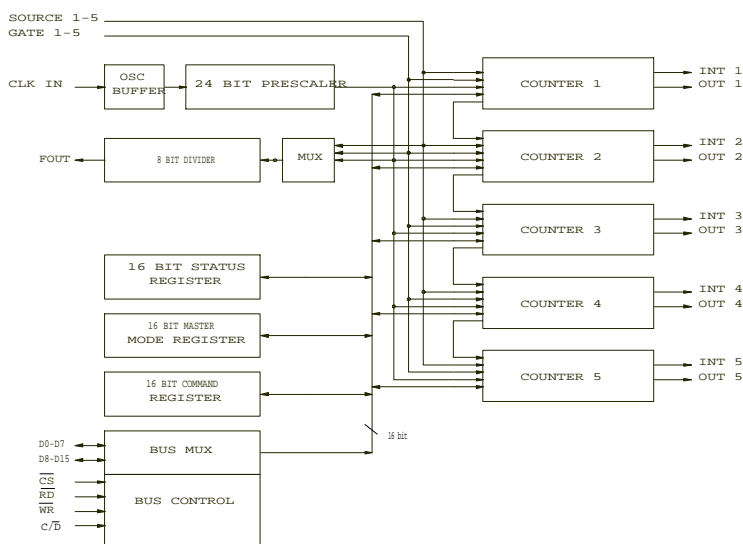 SOURCE 1-5
GATE 1-5
CLK IN
OSC
BUFFER
24 BIT PRESCALER
COUNTER 1
INT 1
OUT 1
FOUT
8 BIT DIVIDER
MUX
COUNTER 2
INT 2
OUT 2
COUNTER 3
INT 3
OUT 3
16 BIT STATUS
REGISTER
COUNTER 4
INT 4
OUT 4
16 BIT MASTER
MODE REGISTER
COUNTER 5
INT 5
OUT 5
16 BIT COMMAND
REGISTER
16 bit
D0-D7
D8-D15
BUS MUX
C̅S̅
R̅D̅
W̅R̅
C/D̅
BUS CONTROL